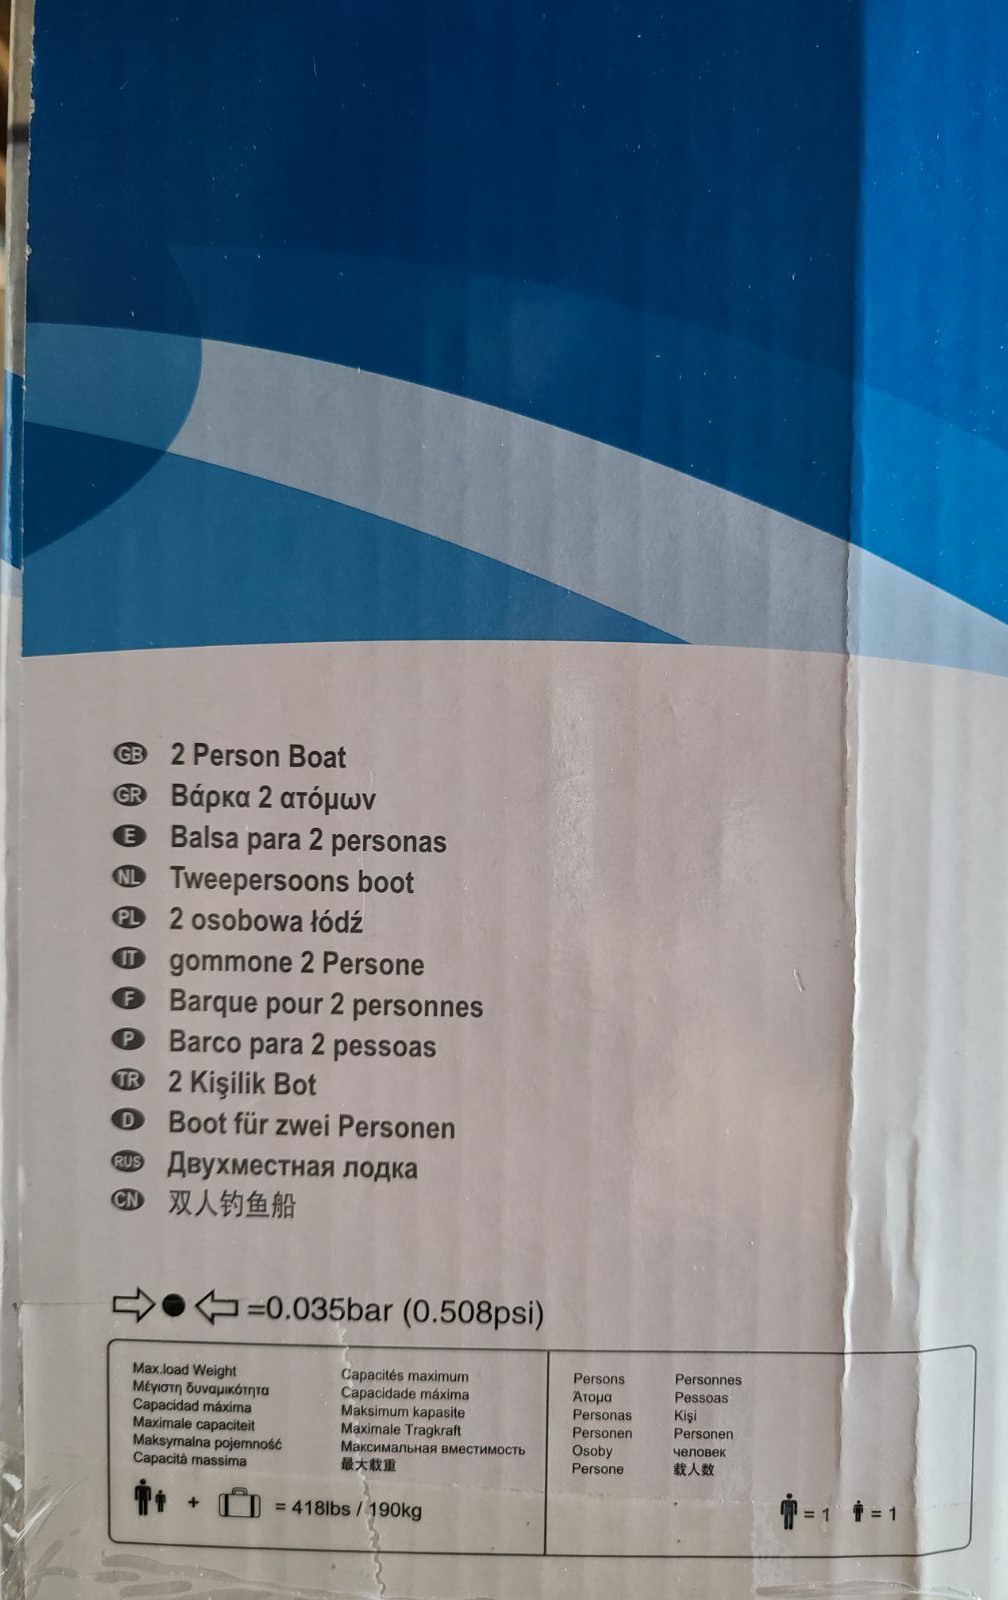 GB 2 Person Boat
GR Βάρκα 2 ατόμων
E Balsa para 2 personas
NL Tweepersoons boot
PL 2 osobowa łódź
IT gommone 2 Persone
F Barque pour 2 personnes
P Barco para 2 pessoas
TR 2 Kişilik Bot
D Boot für zwei Personen
RUS Двухместная лодка
CN 双人钓鱼船
=0.035bar (0.508psi)
Max.load Weight
Μέγιστη δυναμικότητα
Capacidad máxima
Maximale capaciteit
Maksymalna pojemność
Capacità massima
Capacités maximum
Capacidade máxima
Maksimum kapasite
Maximale Tragkraft
Максимальная вместимость
最大载重
+ = 418lbs / 190kg
Persons
Άτομα
Personas
Personen
Osoby
Persone
Personnes
Pessoas
Kişi
Personen
человек
载人数
= 1 = 1